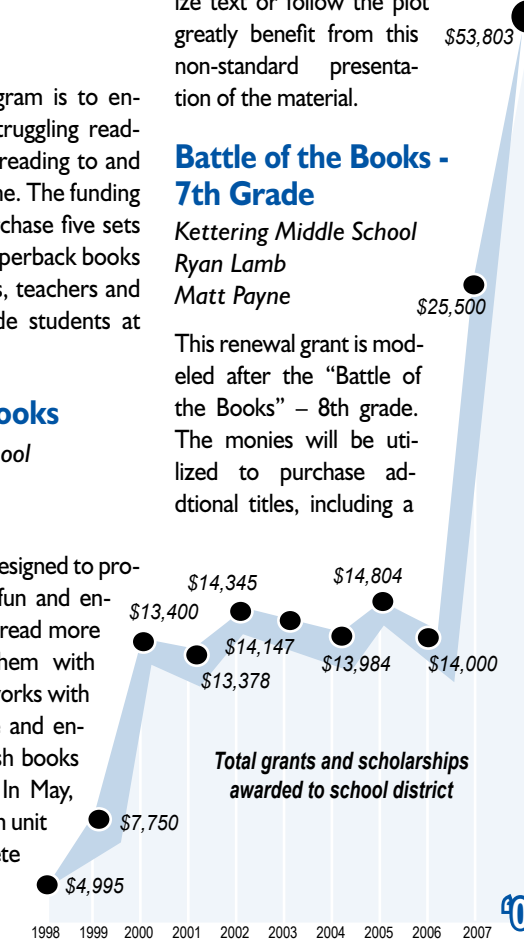 gram is to en-
truggling read-
reading to and
The funding
chase five sets
perback books
teachers and
de students at
ooks
ool
esigned to pro-
fun and en-
read more
hem with
works with
and en-
sh books
In May,
n unit
ize text or follow the plot
greatly benefit from this
non-standard presenta-
tion of the material.
Battle of the Books -
7th Grade
Kettering Middle School
Ryan Lamb
Matt Payne
This renewal grant is mod-
eled after the “Battle of
the Books” – 8th grade.
The monies will be uti-
lized to purchase ad-
dtional titles, including a
$53,803
$25,500
$14,345
$14,804
$13,400
$14,147
$13,984
$14,000
$13,378
Total grants and scholarships
awarded to school district
$7,750
$4,995
1998 1999 2000 2001 2002 2003 2004 2005 2006 2007